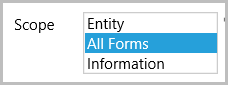 Scope
Entity
All Forms
Information